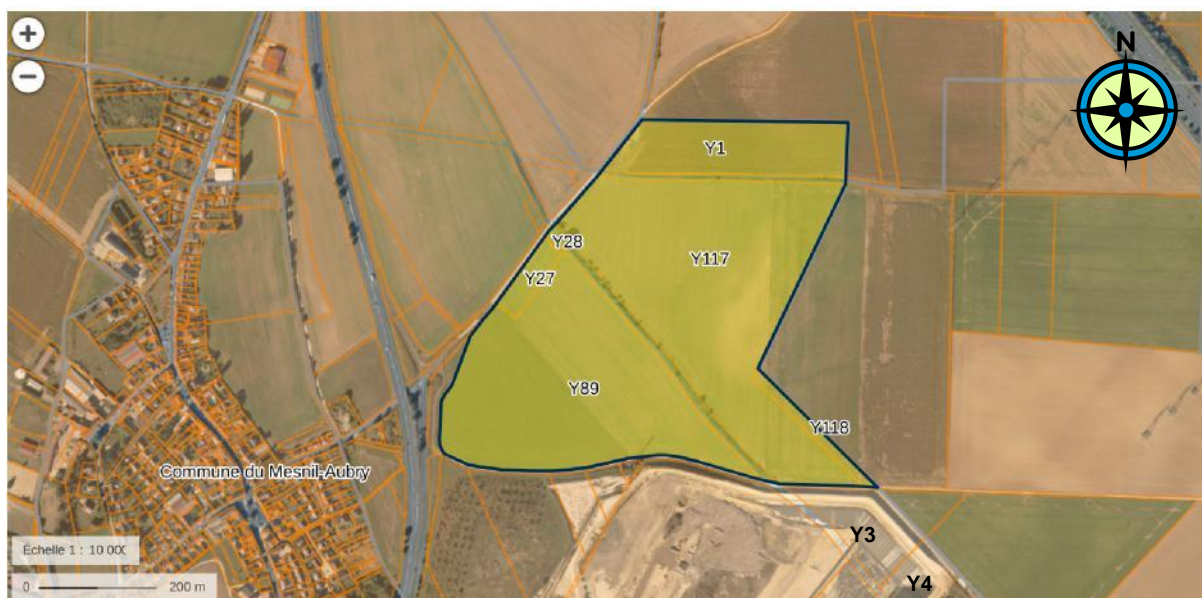 +
−
N
Y1
Y28
Y117
Y27
Y89
Y118
Commune du Mesnil-Aubry
Y3
Échelle 1 : 10 000
Y4
0 200 m